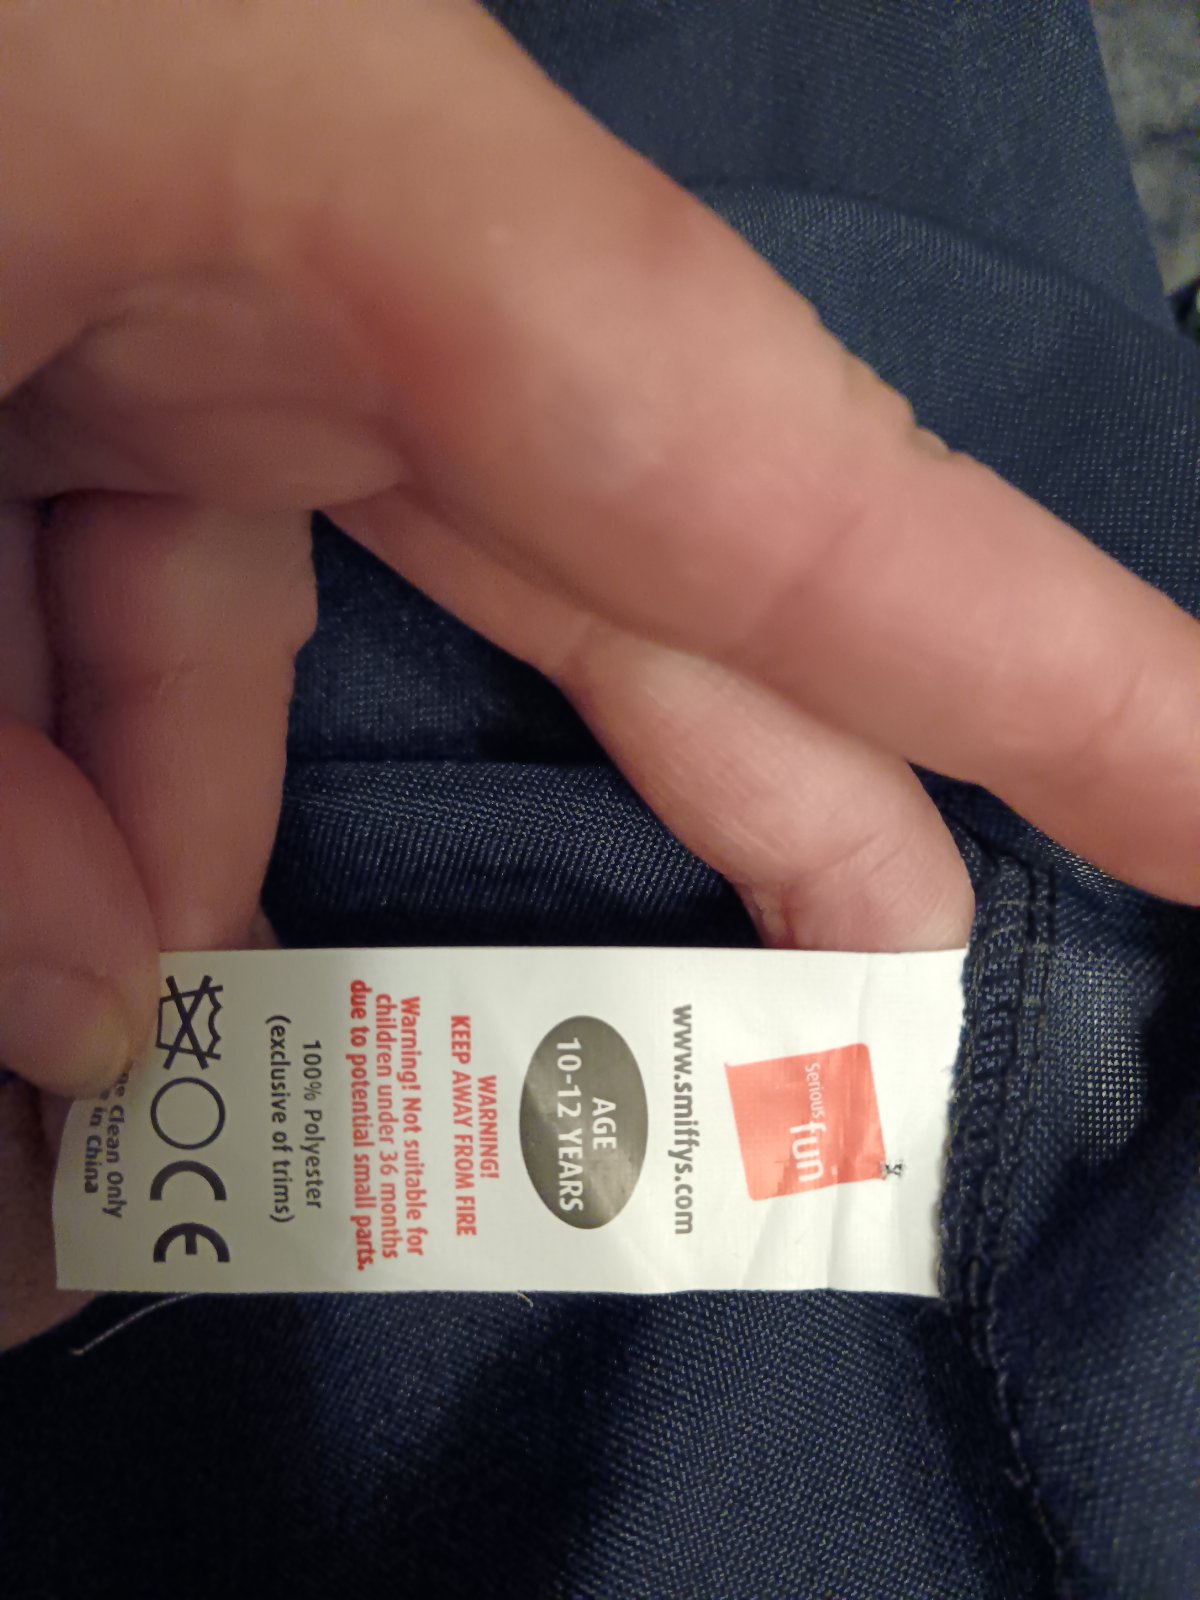 serious fun
www.smiffys.com
AGE
10-12 YEARS
WARNING!
KEEP AWAY FROM FIRE
Warning! Not suitable for
children under 36 months
due to potential small parts.
100% Polyester
(exclusive of trims)
CE
Clean Only
in China